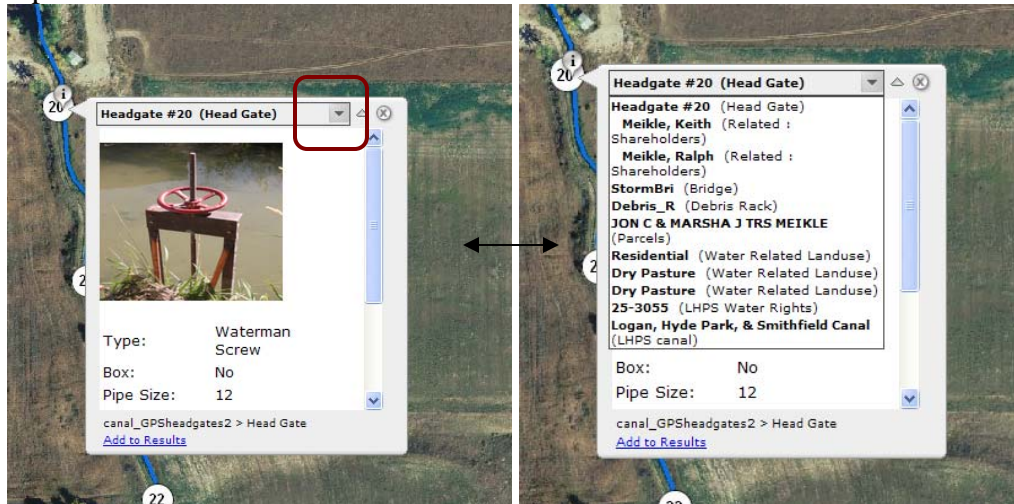 20
i
Headgate #20 (Head Gate)
Type: Waterman
Screw
Box: No
Pipe Size: 12
canal_GPSheadgates2 > Head Gate
Add to Results
22
20
i
Headgate #20 (Head Gate)
Headgate #20 (Head Gate)
Meikle, Keith (Related :
Shareholders)
Meikle, Ralph (Related :
Shareholders)
StormBri (Bridge)
Debris_R (Debris Rack)
JON C & MARSHA J TRS MEIKLE
(Parcels)
Residential (Water Related Landuse)
Dry Pasture (Water Related Landuse)
Dry Pasture (Water Related Landuse)
25-3055 (LHPS Water Rights)
Logan, Hyde Park, & Smithfield Canal
(LHPS canal)
Box: No
Pipe Size: 12
canal_GPSheadgates2 > Head Gate
Add to Results